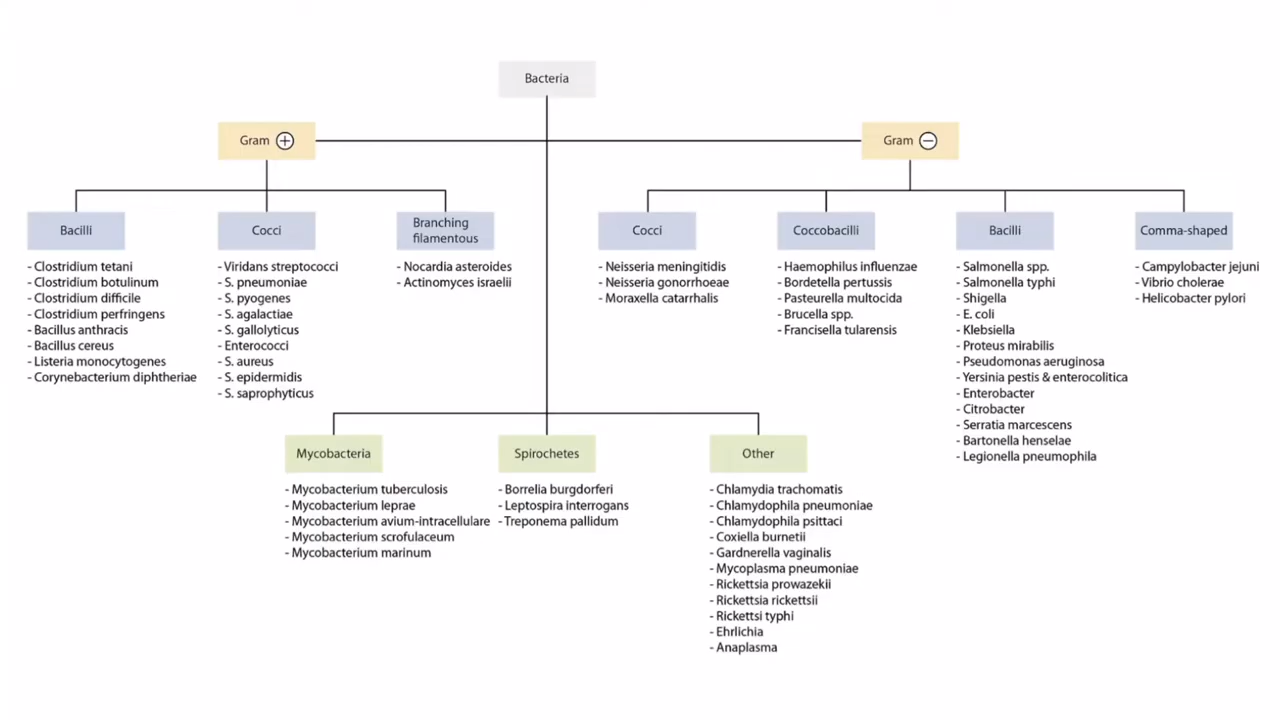 Bacteria
Gram +
Gram −
Bacilli
- Clostridium tetani
- Clostridium botulinum
- Clostridium difficile
- Clostridium perfringens
- Bacillus anthracis
- Bacillus cereus
- Listeria monocytogenes
- Corynebacterium diphtheriae
Cocci
- Viridans streptococci
- S. pneumoniae
- S. pyogenes
- S. agalactiae
- S. gallolyticus
- Enterococci
- S. aureus
- S. epidermidis
- S. saprophyticus
Branching
filamentous
- Nocardia asteroides
- Actinomyces israelii
Cocci
- Neisseria meningitidis
- Neisseria gonorrhoeae
- Moraxella catarrhalis
Coccobacilli
- Haemophilus influenzae
- Bordetella pertussis
- Pasteurella multocida
- Brucella spp.
- Francisella tularensis
Bacilli
- Salmonella spp.
- Salmonella typhi
- Shigella
- E. coli
- Klebsiella
- Proteus mirabilis
- Pseudomonas aeruginosa
- Yersinia pestis & enterocolitica
- Enterobacter
- Citrobacter
- Serratia marcescens
- Bartonella henselae
- Legionella pneumophila
Comma-shaped
- Campylobacter jejuni
- Vibrio cholerae
- Helicobacter pylori
Mycobacteria
- Mycobacterium tuberculosis
- Mycobacterium leprae
- Mycobacterium avium-intracellulare
- Mycobacterium scrofulaceum
- Mycobacterium marinum
Spirochetes
- Borrelia burgdorferi
- Leptospira interrogans
- Treponema pallidum
Other
- Chlamydia trachomatis
- Chlamydophila pneumoniae
- Chlamydophila psittaci
- Coxiella burnetii
- Gardnerella vaginalis
- Mycoplasma pneumoniae
- Rickettsia prowazekii
- Rickettsia rickettsii
- Rickettsi typhi
- Ehrlichia
- Anaplasma